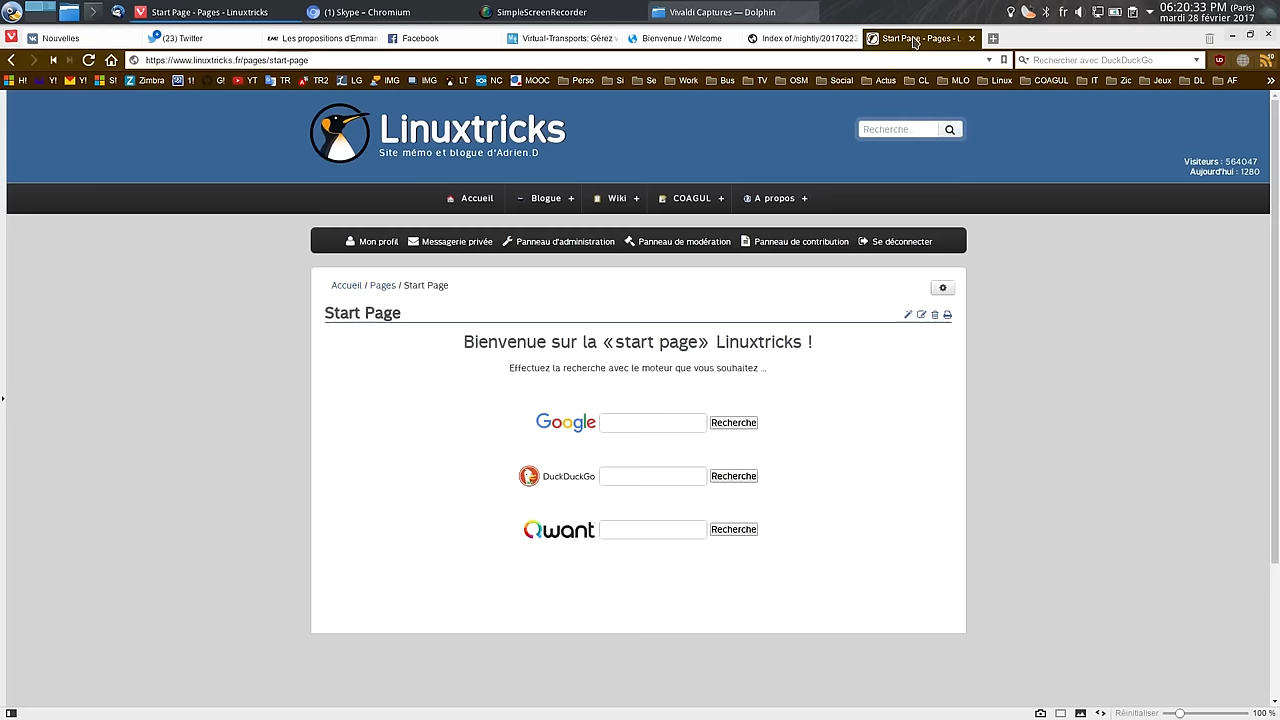 Start Page - Pages - Linuxtricks
(1) Skype – Chromium
SimpleScreenRecorder
Vivaldi Captures — Dolphin
fr
06:20:33 PM (Paris)
mardi 28 février 2017
Nouvelles
(23) Twitter
Les propositions d'Emman
Facebook
Virtual-Transports: Gérez v
Bienvenue / Welcome
Index of /nightly/20170223
Start Page - Pages - L
https://www.linuxtricks.fr/pages/start-page
Rechercher avec DuckDuckGo
H! Y! Y! S! Zimbra 1! G! YT TR TR2 LG IMG IMG LT NC MOOC Perso Si Se Work Bus TV OSM Social Actus CL MLO Linux COAGUL IT Zic Jeux DL AF
Linuxtricks
Site mémo et blogue d'Adrien.D
Recherche...
Visiteurs : 564047
Aujourd'hui : 1280
Accueil Blogue + Wiki + COAGUL + A propos +
Mon profil Messagerie privée Panneau d'administration Panneau de modération Panneau de contribution Se déconnecter
Accueil / Pages / Start Page
Start Page
Bienvenue sur la «start page» Linuxtricks !
Effectuez la recherche avec le moteur que vous souhaitez ...
Google Recherche
DuckDuckGo Recherche
Qwant Recherche
Réinitialiser 100 %